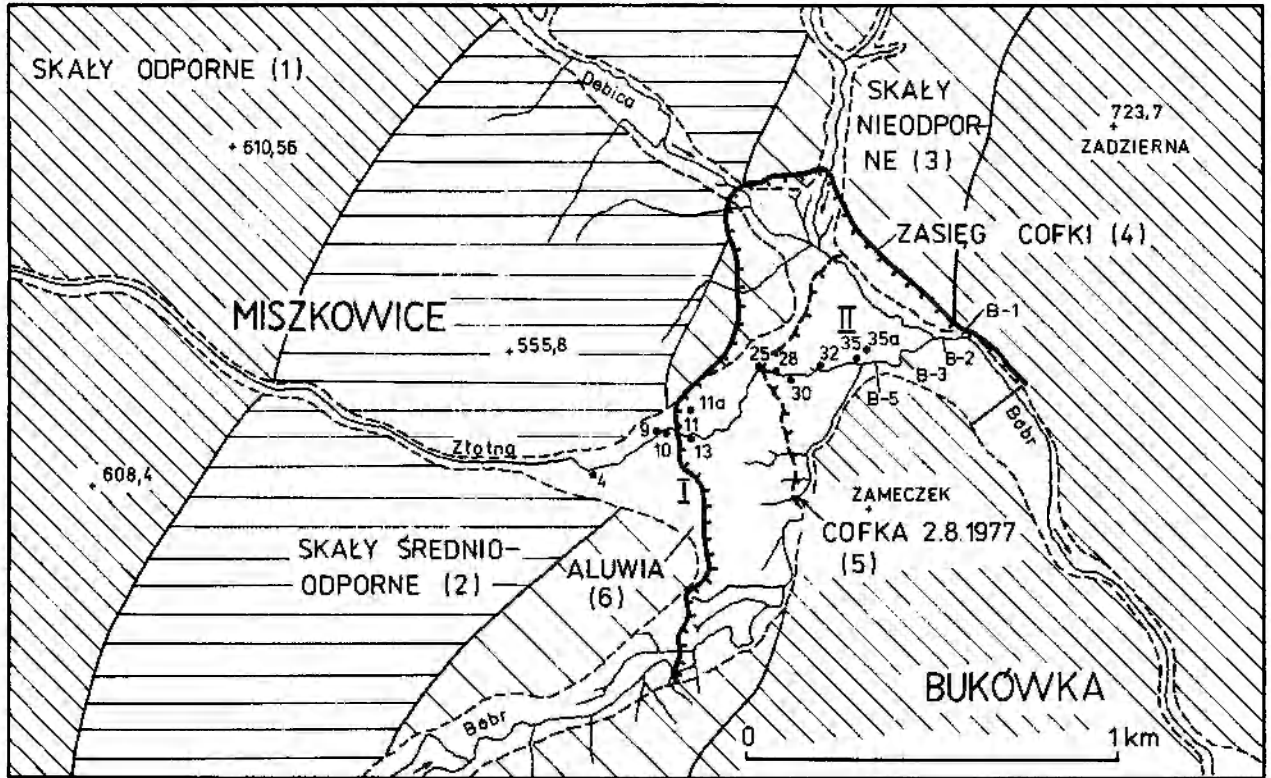 SKAŁY ODPORNE (1)
+ 610,56
Dębica
SKAŁY
NIEODPOR-
NE (3)
723,7
+
ZADZIERNA
ZASIĘG COFKI (4)
MISZKOWICE
+ 555,8
II
B-1
B-2
B-3
B-5
25
28
30
32
35
35a
11a
11
9
10
13
4
Złotna
I
Bóbr
608,4
+
ZAMECZEK
+
COFKA 2.8.1977
(5)
SKAŁY ŚREDNIO-
ODPORNE (2)
ALUWIA
(6)
BUKÓWKA
Bóbr
0 1 km